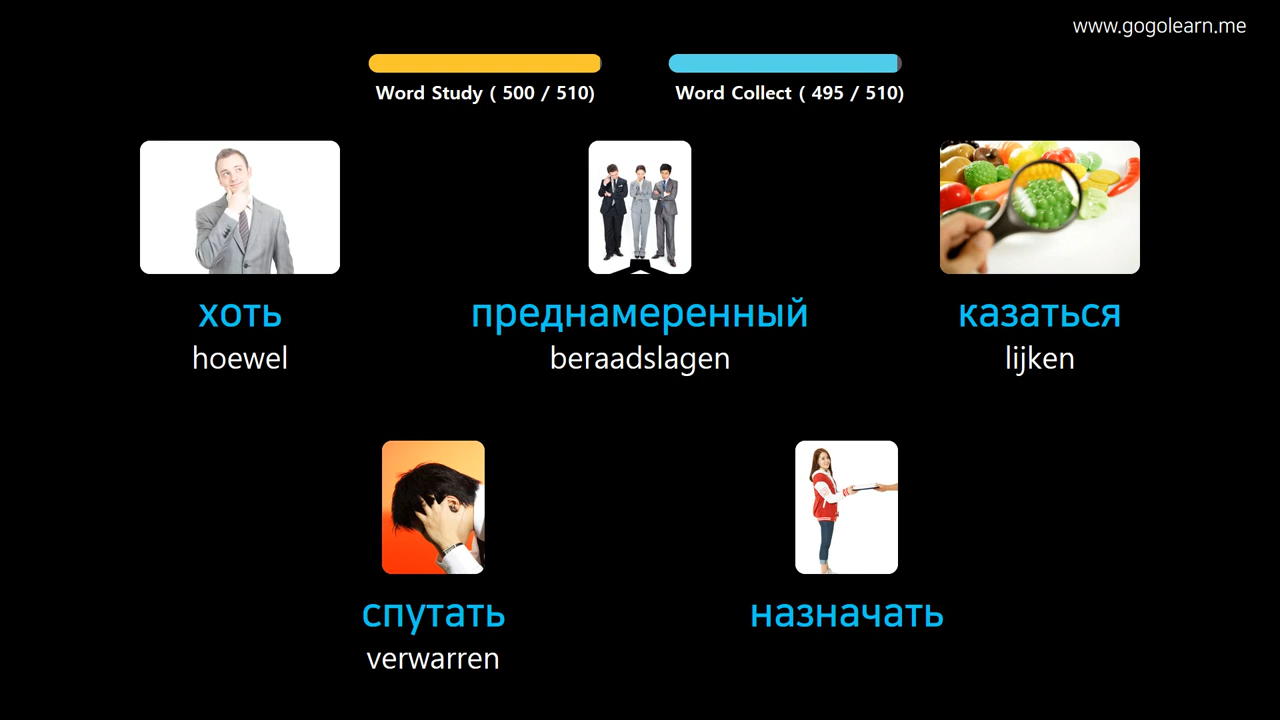 www.gogolearn.me
Word Study ( 500 / 510)
Word Collect ( 495 / 510)
хоть
hoewel
преднамеренный
beraadslagen
казаться
lijken
спутать
verwarren
назначать